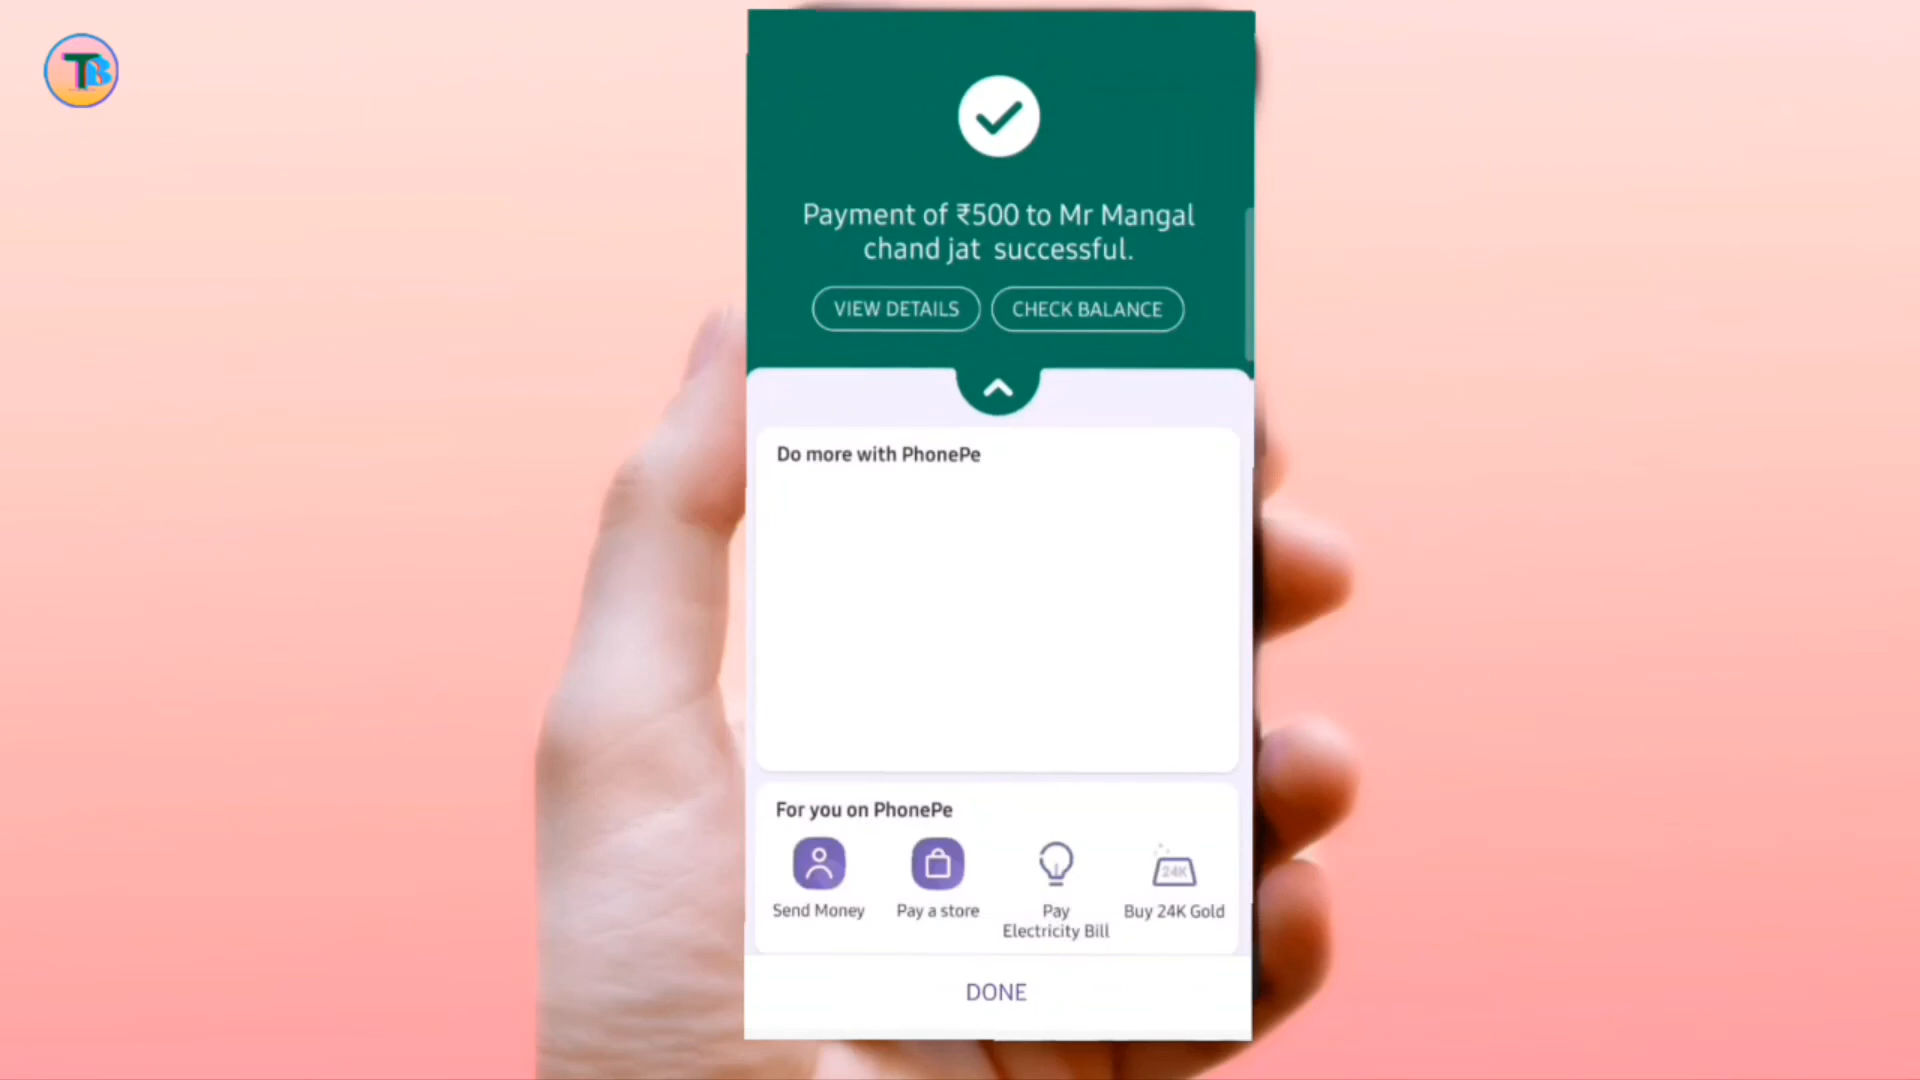 TB
Payment of ₹500 to Mr Mangal
chand jat successful.
VIEW DETAILS
CHECK BALANCE
Do more with PhonePe
For you on PhonePe
24K
Send Money
Pay a store
Pay
Electricity Bill
Buy 24K Gold
DONE